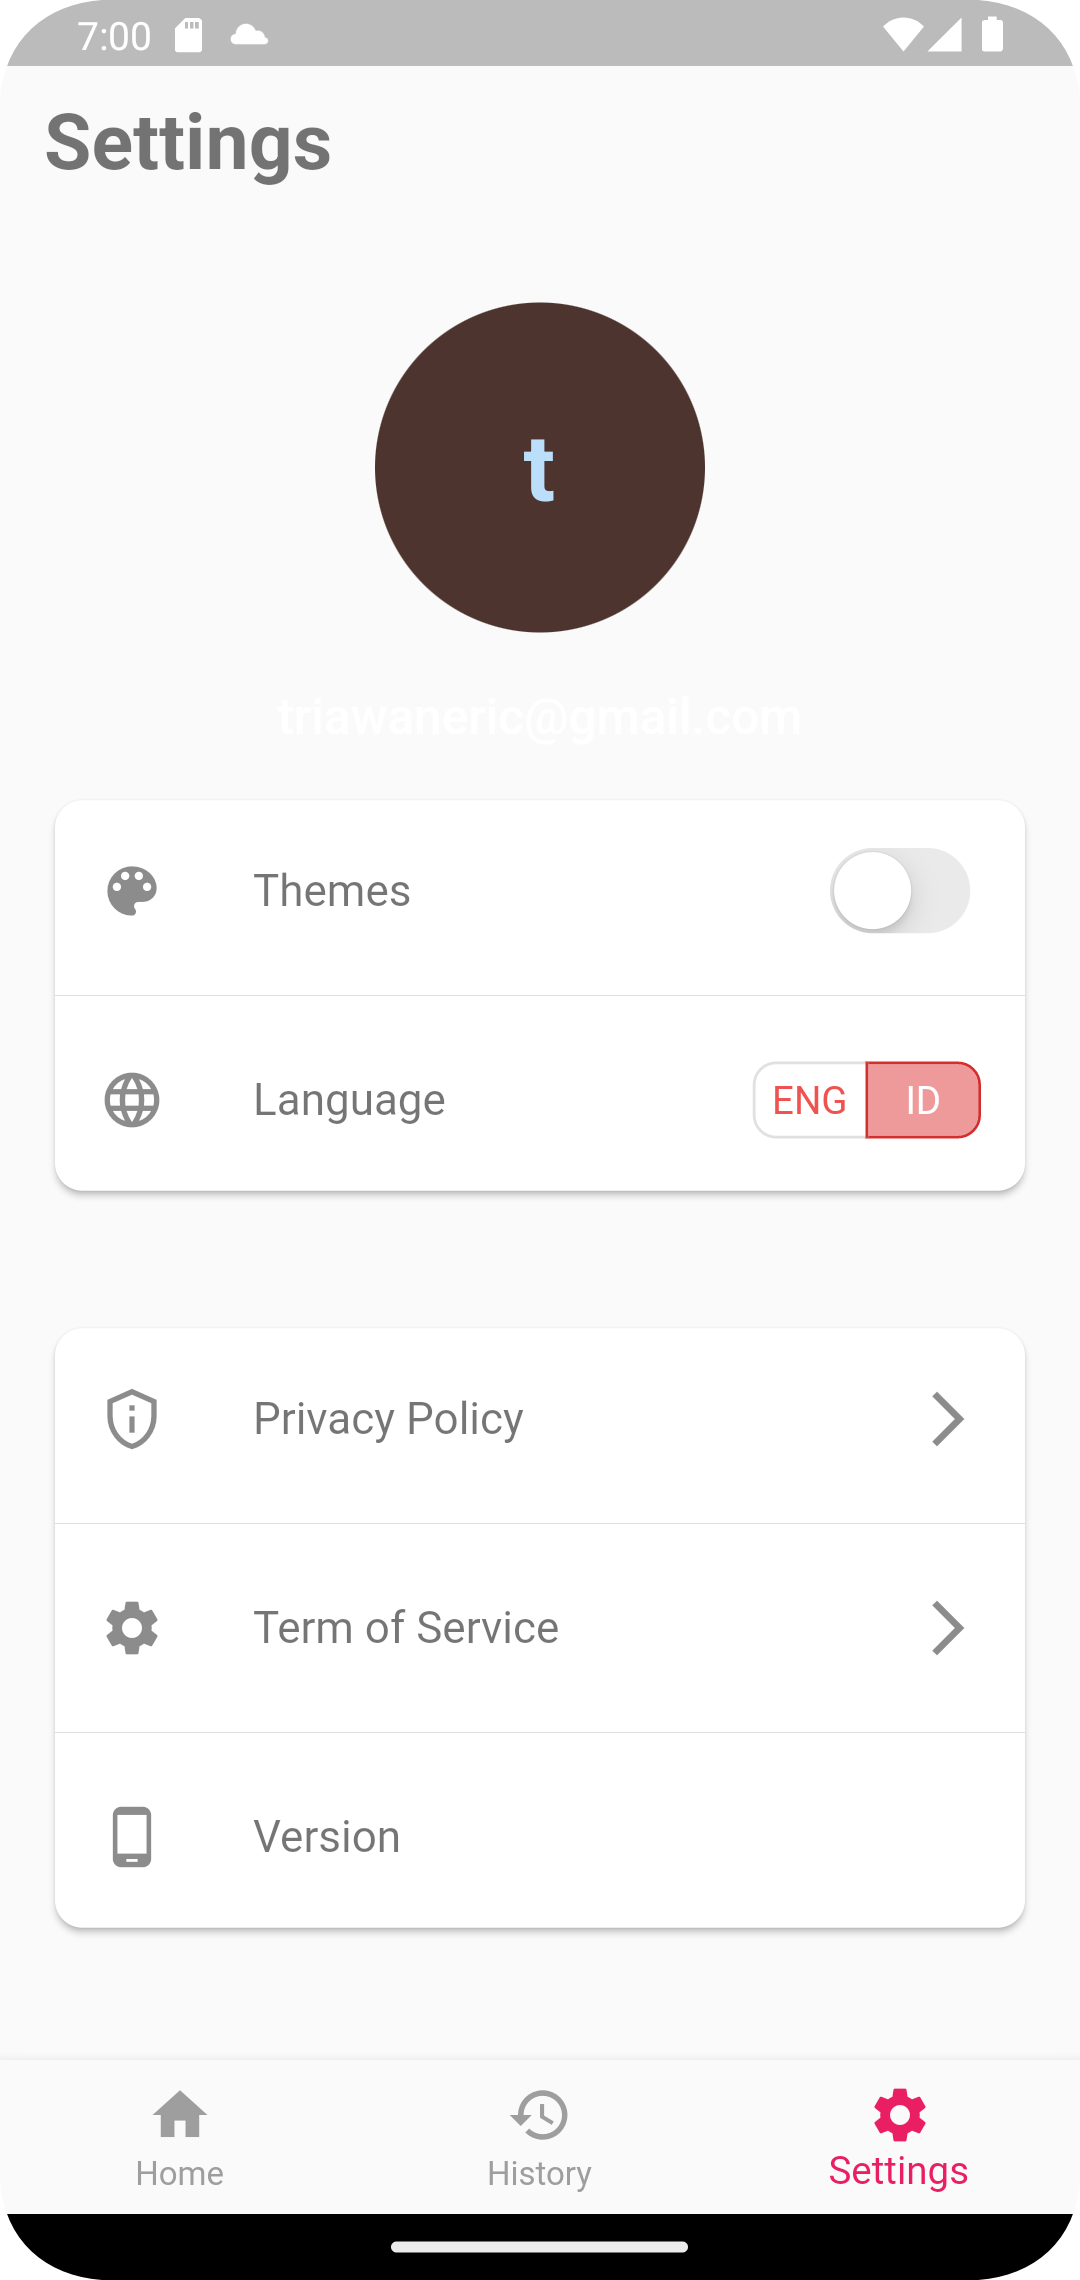 7:00
Settings
t
triawaneric@gmail.com
Themes
Language
ENG
ID
Privacy Policy
Term of Service
Version
Home
History
Settings